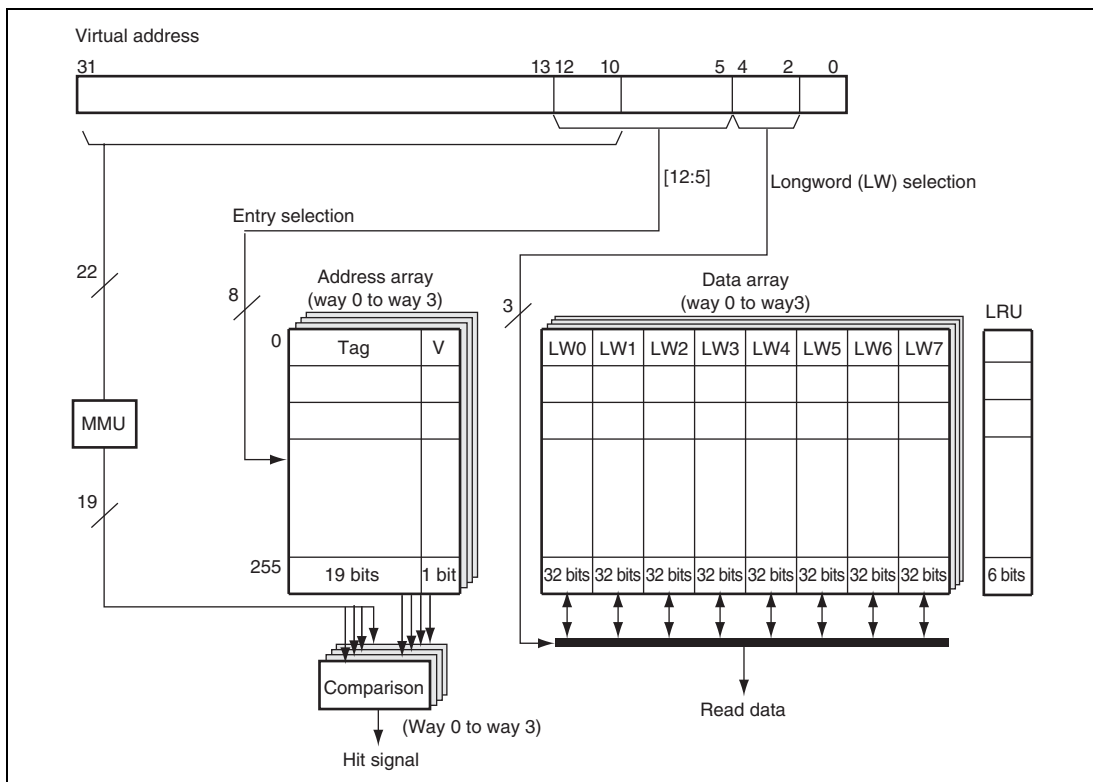 Virtual address
31 13 12 10 5 4 2 0
[12:5]
Longword (LW) selection
Entry selection
22
8
Address array
(way 0 to way 3)
3
Data array
(way 0 to way3)
LRU
0
Tag V
LW0 LW1 LW2 LW3 LW4 LW5 LW6 LW7
MMU
19
255
19 bits 1 bit
32 bits 32 bits 32 bits 32 bits 32 bits 32 bits 32 bits 32 bits
6 bits
Comparison
(Way 0 to way 3)
Read data
Hit signal